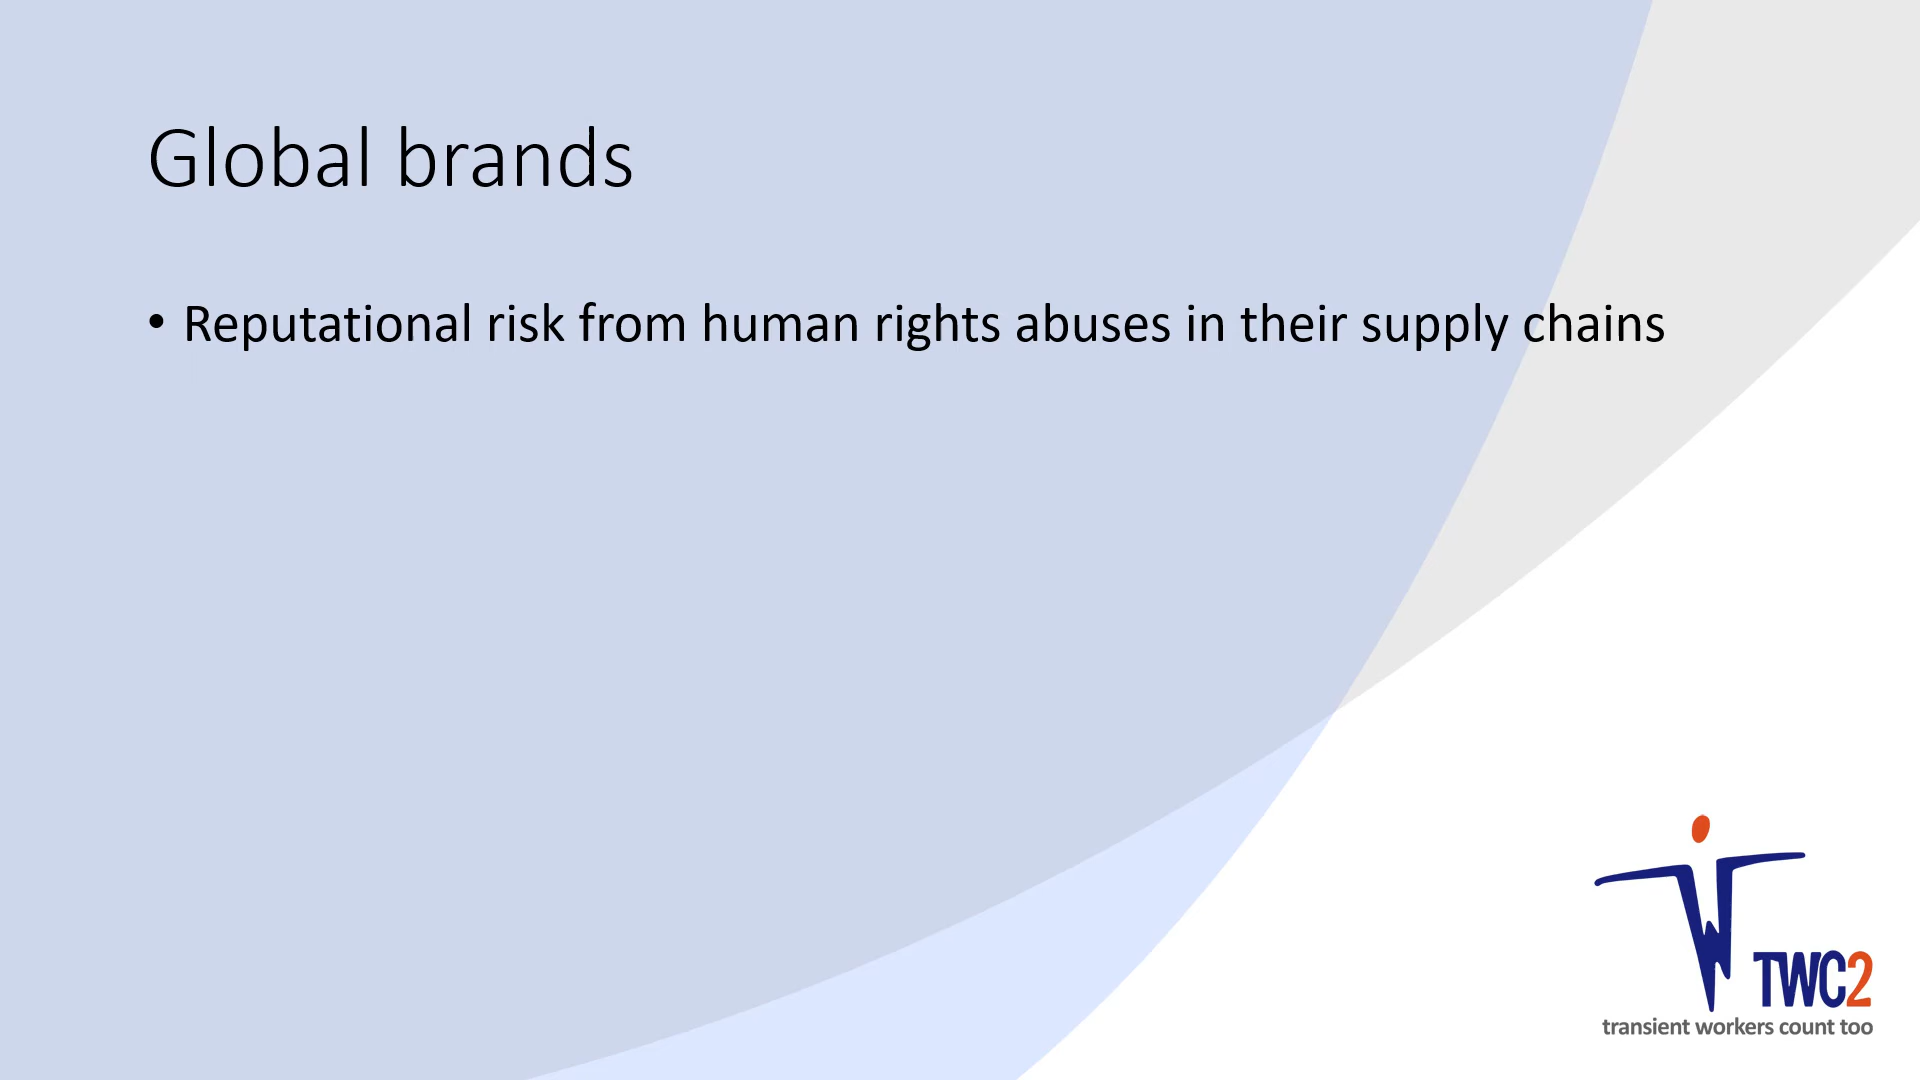 Global brands
• Reputational risk from human rights abuses in their supply chains
TWC2
transient workers count too